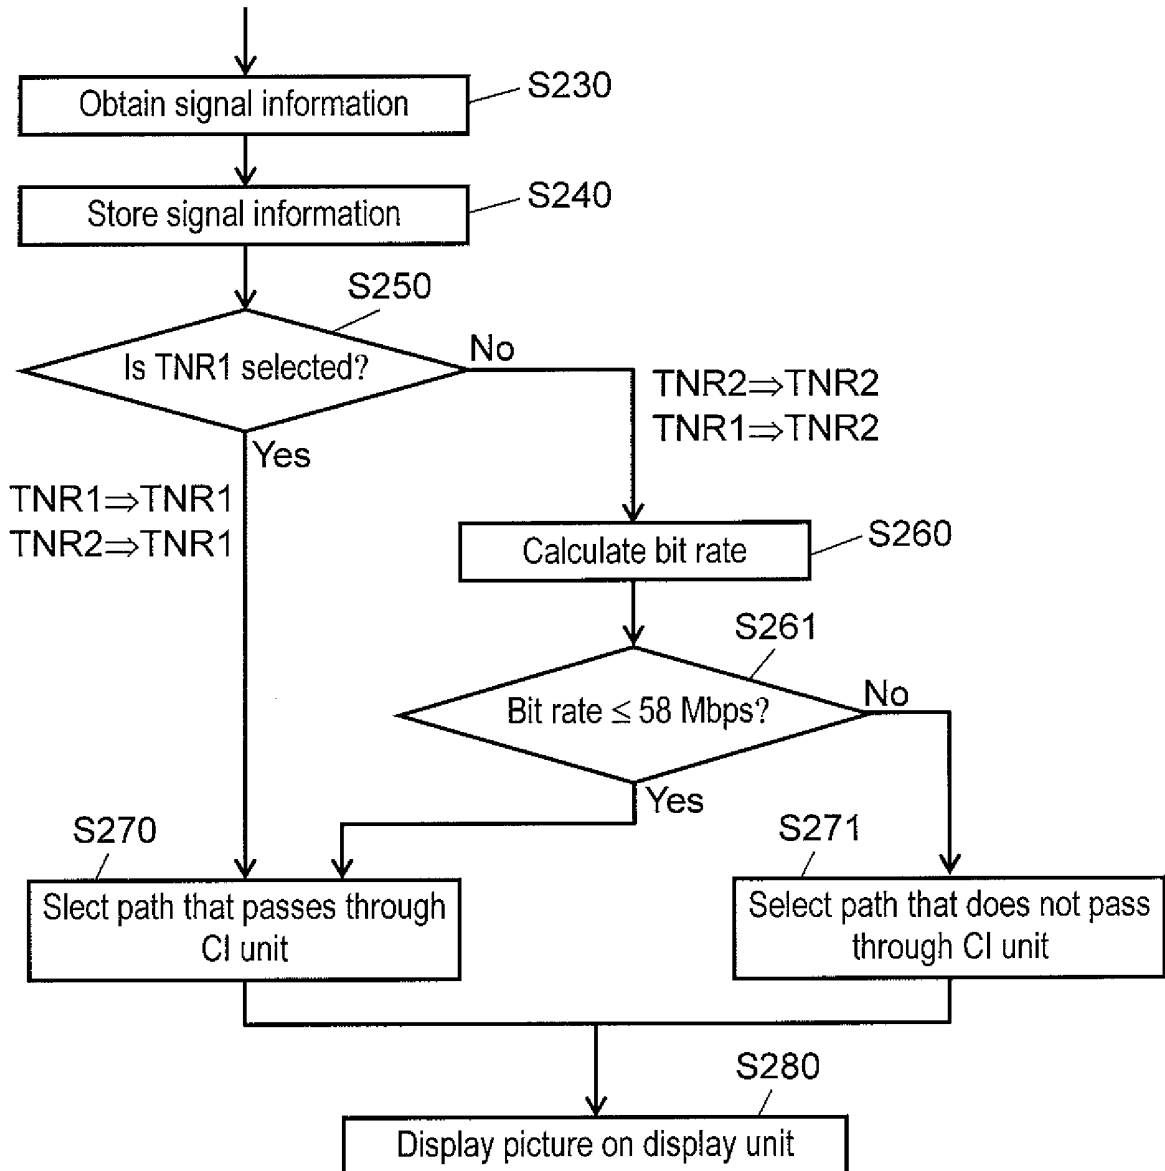 Obtain signal information
S230
Store signal information
S240
S250
Is TNR1 selected?
No
TNR2⇒TNR2
TNR1⇒TNR2
Yes
TNR1⇒TNR1
TNR2⇒TNR1
Calculate bit rate
S260
S261
Bit rate ≤ 58 Mbps?
No
Yes
S270
Slect path that passes through
CI unit
S271
Select path that does not pass
through CI unit
S280
Display picture on display unit